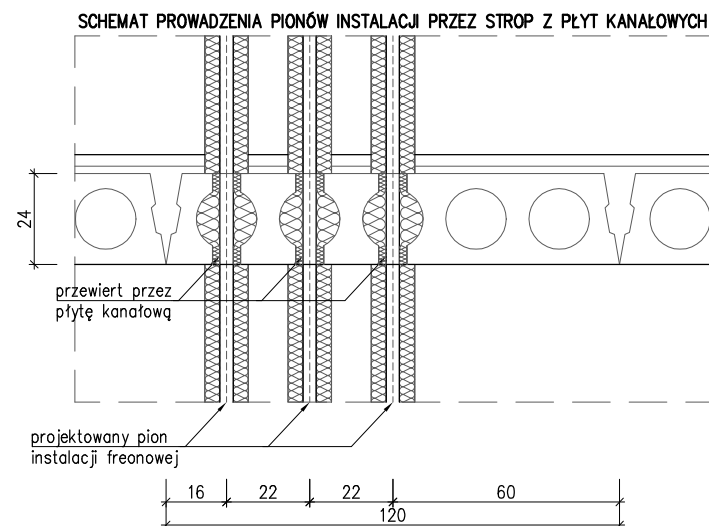 SCHEMAT PROWADZENIA PIONÓW INSTALACJI PRZEZ STROP Z PŁYT KANAŁOWYCH
24
przewiert przez
płytę kanałową
projektowany pion
instalacji freonowej
16 22 22 60
120